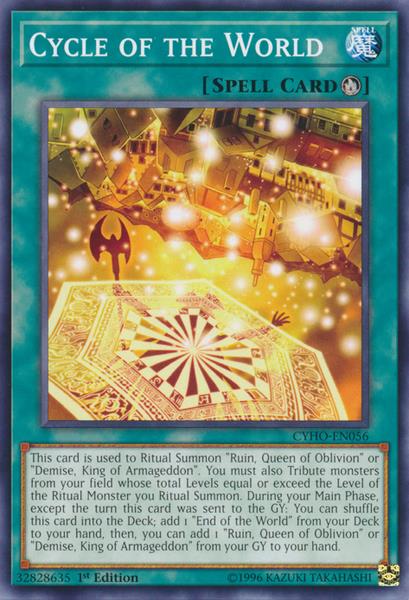 CYCLE OF THE WORLD
SPELL
魔
[SPELL CARD]
CYHO-EN056
This card is used to Ritual Summon "Ruin, Queen of Oblivion" or
"Demise, King of Armageddon". You must also Tribute monsters
from your field whose total Levels equal or exceed the Level of
the Ritual Monster you Ritual Summon. During your Main Phase,
except the turn this card was sent to the GY: You can shuffle
this card into the Deck; add 1 "End of the World" from your Deck
to your hand, then, you can add 1 "Ruin, Queen of Oblivion" or
"Demise, King of Armageddon" from your GY to your hand.
32828635 1st Edition ©1996 KAZUKI TAKAHASHI